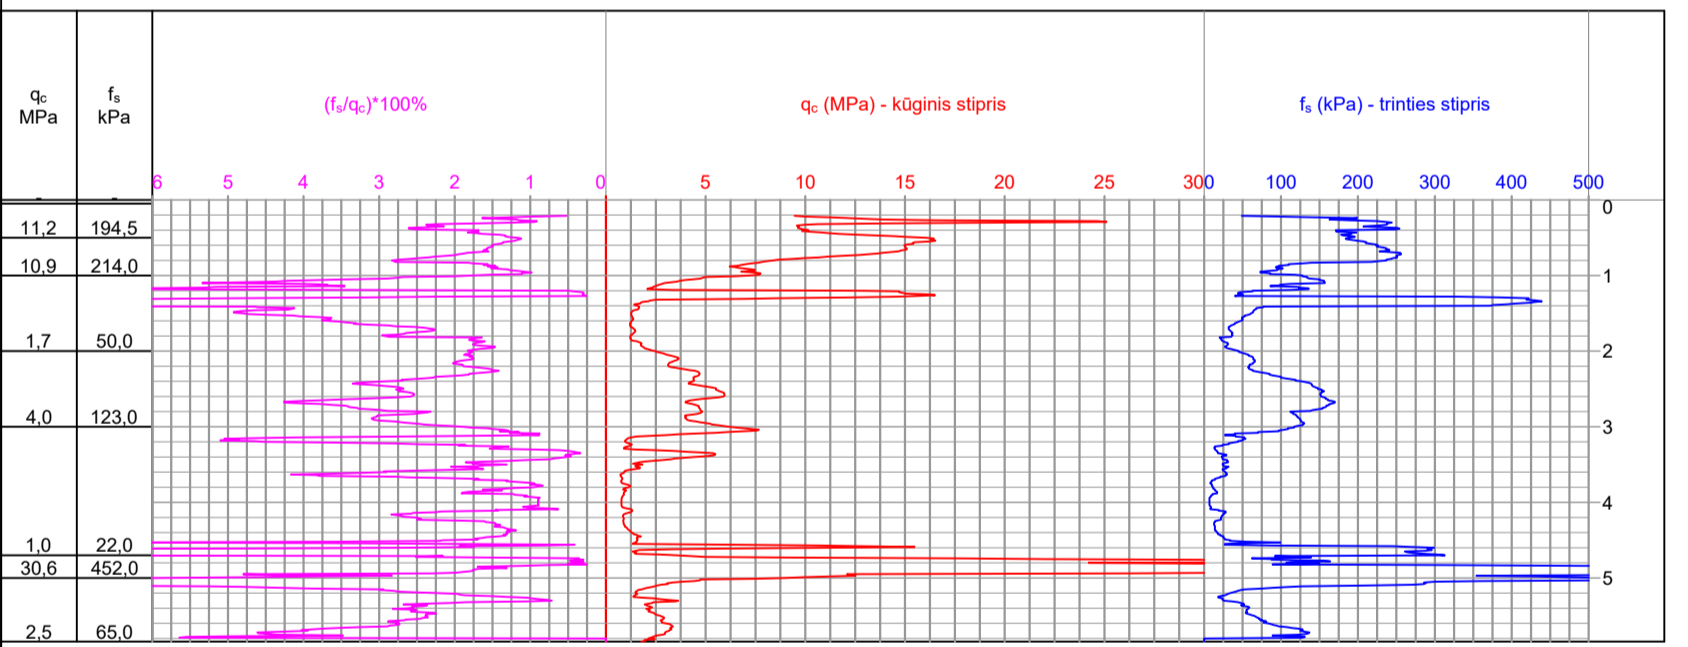 qc
MPa
fs
kPa
(fs/qc)*100%
qc (MPa) - kūginis stipris
fs (kPa) - trinties stipris
- -
6 5 4 3 2 1 0 5 10 15 20 25 30 0 100 200 300 400 500
0
11,2 194,5
10,9 214,0
1
1,7 50,0
2
4,0 123,0
3
4
1,0 22,0
30,6 452,0
5
2,5 65,0